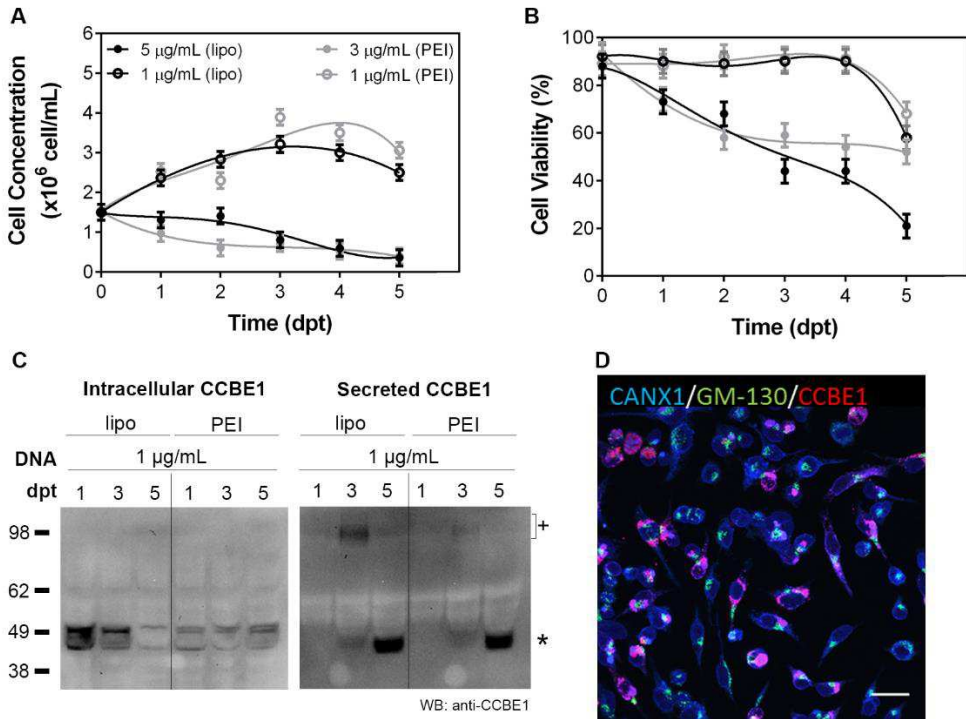 A
6
5
4
3
2
1
0
Cell Concentration
(x10⁶ cell/mL)
5 µg/mL (lipo)
1 µg/mL (lipo)
3 µg/mL (PEI)
1 µg/mL (PEI)
0 1 2 3 4 5
Time (dpt)
B
100
80
60
40
20
0
Cell Viability (%)
0 1 2 3 4 5
Time (dpt)
C
Intracellular CCBE1
lipo PEI
DNA 1 µg/mL
dpt 1 3 5 1 3 5
98
62
49
38
Secreted CCBE1
lipo PEI
1 µg/mL
1 3 5 1 3 5
+
*
WB: anti-CCBE1
D
CANX1/GM-130/CCBE1